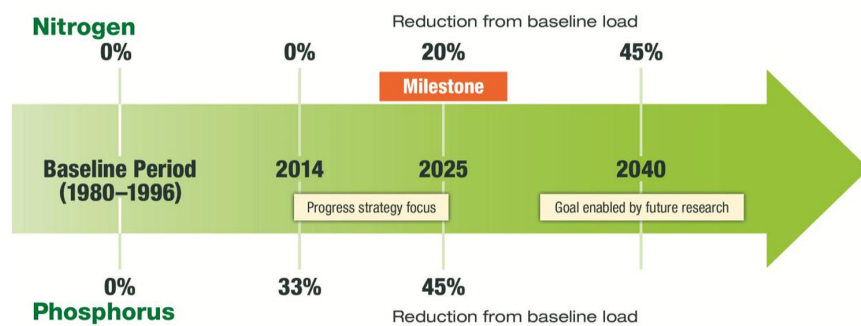 Nitrogen
Reduction from baseline load
0%
0%
20%
45%
Milestone
Baseline Period
(1980–1996)
2014
2025
2040
Progress strategy focus
Goal enabled by future research
0%
33%
45%
Phosphorus
Reduction from baseline load